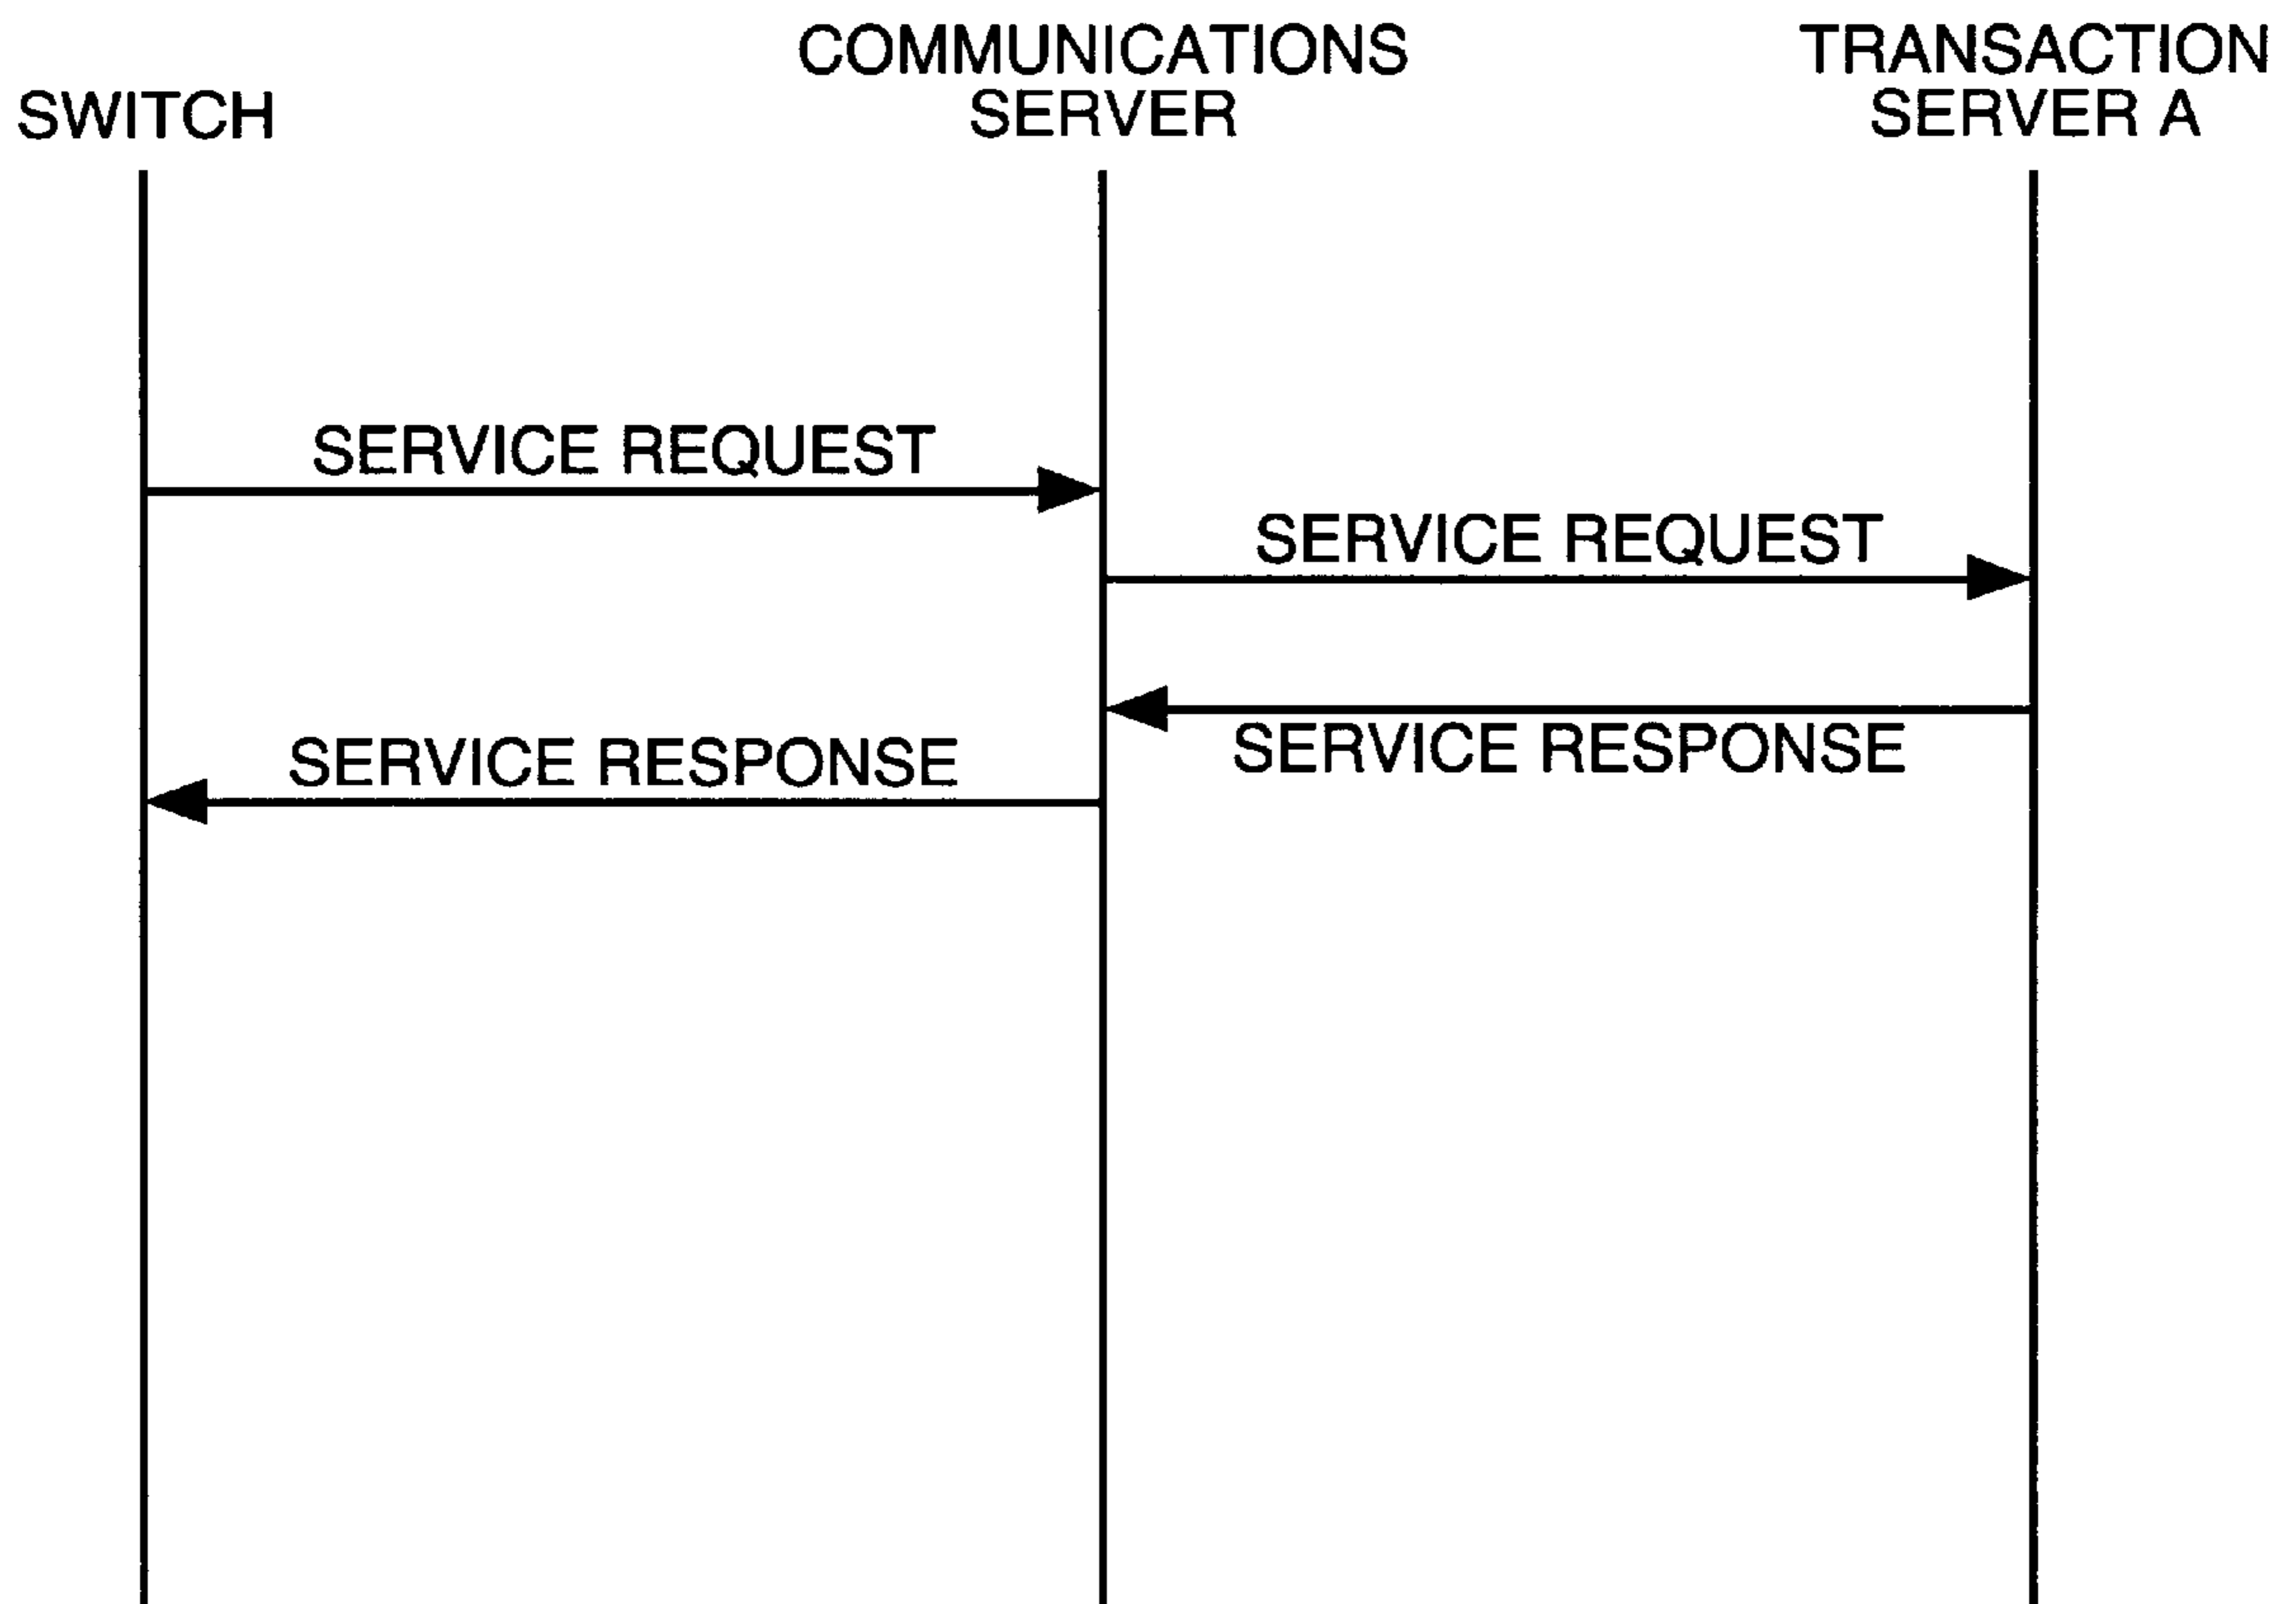 SWITCH
COMMUNICATIONS
SERVER
TRANSACTION
SERVER A
SERVICE REQUEST
SERVICE REQUEST
SERVICE RESPONSE
SERVICE RESPONSE